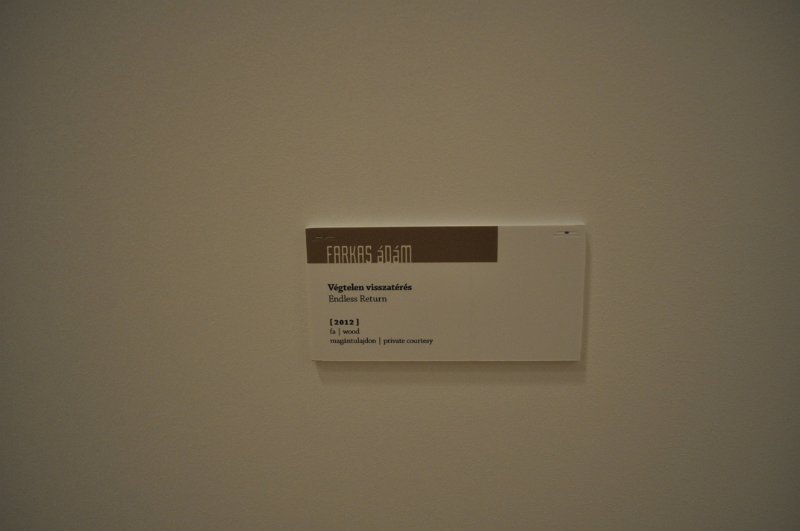 FARKAS ÁDÁM
Végtelen visszatérés
Endless Return
[ 2012 ]
fa | wood
magántulajdon | private courtesy